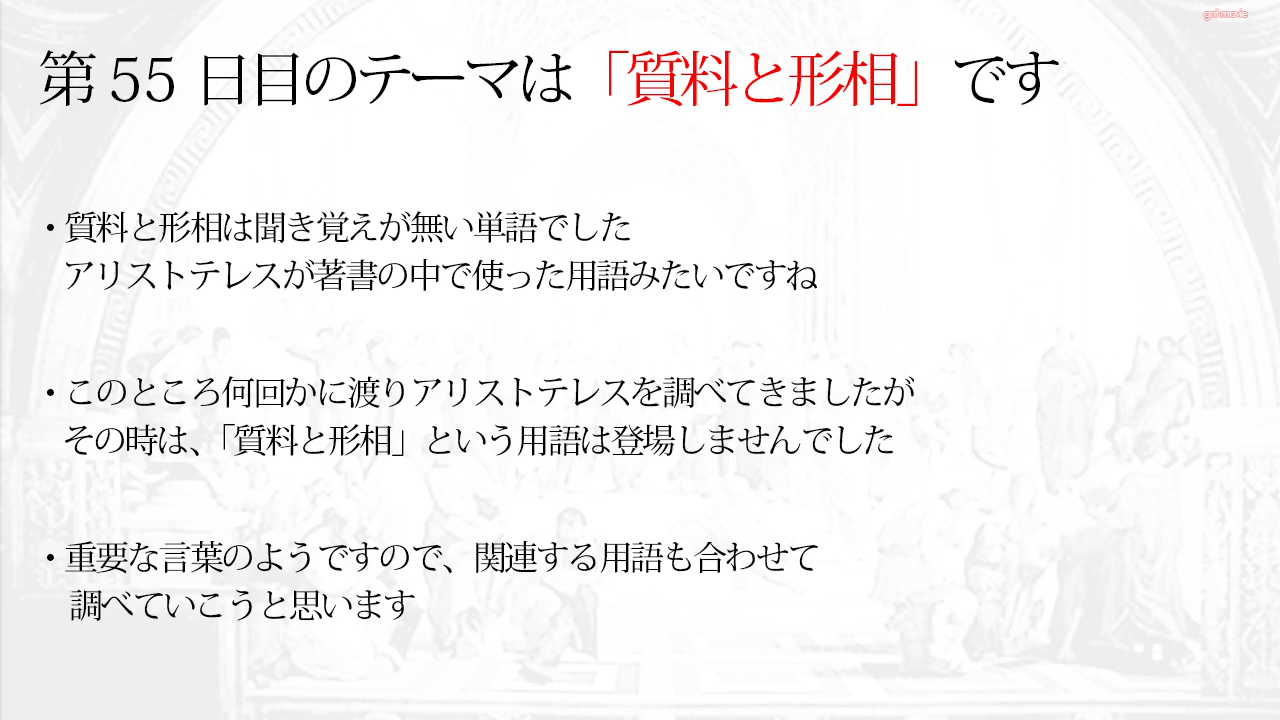 第 55 日目のテーマは「質料と形相」です
・質料と形相は聞き覚えが無い単語でした
アリストテレスが著書の中で使った用語みたいですね
・このところ何回かに渡りアリストテレスを調べてきましたが
その時は、「質料と形相」という用語は登場しませんでした
・重要な言葉のようですので、関連する用語も合わせて
調べていこうと思います